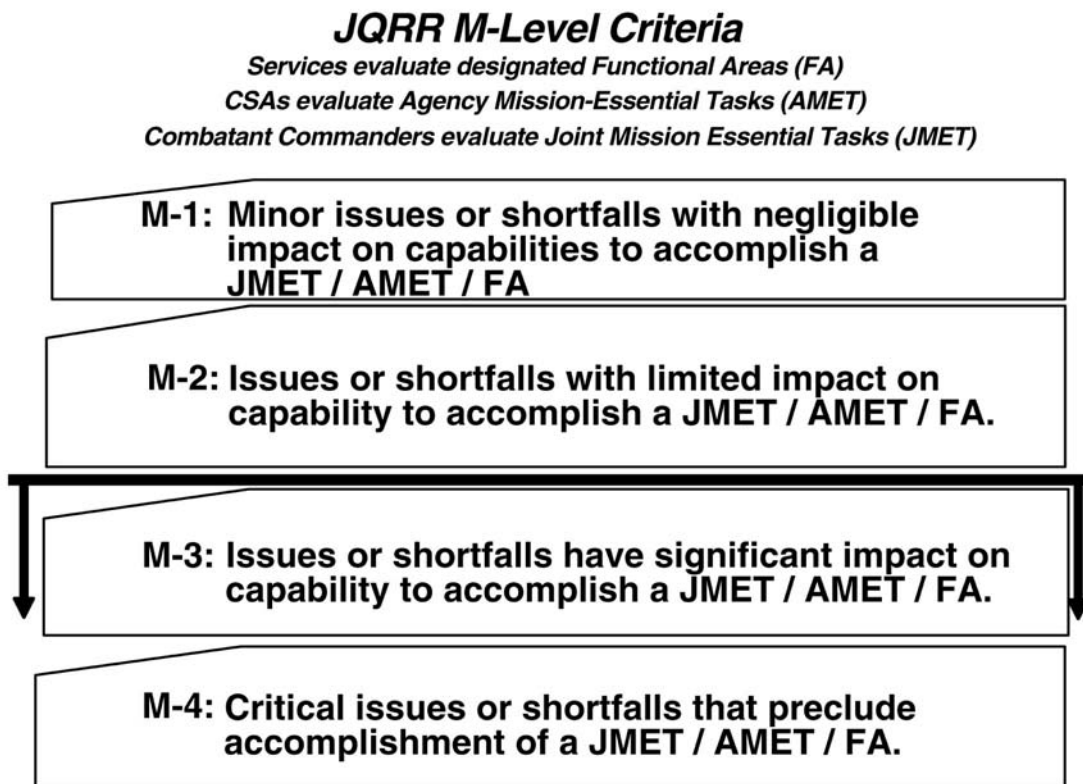 JQRR M-Level Criteria
Services evaluate designated Functional Areas (FA)
CSAs evaluate Agency Mission-Essential Tasks (AMET)
Combatant Commanders evaluate Joint Mission Essential Tasks (JMET)
M-1: Minor issues or shortfalls with negligible
impact on capabilities to accomplish a
JMET / AMET / FA
M-2: Issues or shortfalls with limited impact on
capability to accomplish a JMET / AMET / FA.
M-3: Issues or shortfalls have significant impact on
capability to accomplish a JMET / AMET / FA.
M-4: Critical issues or shortfalls that preclude
accomplishment of a JMET / AMET / FA.